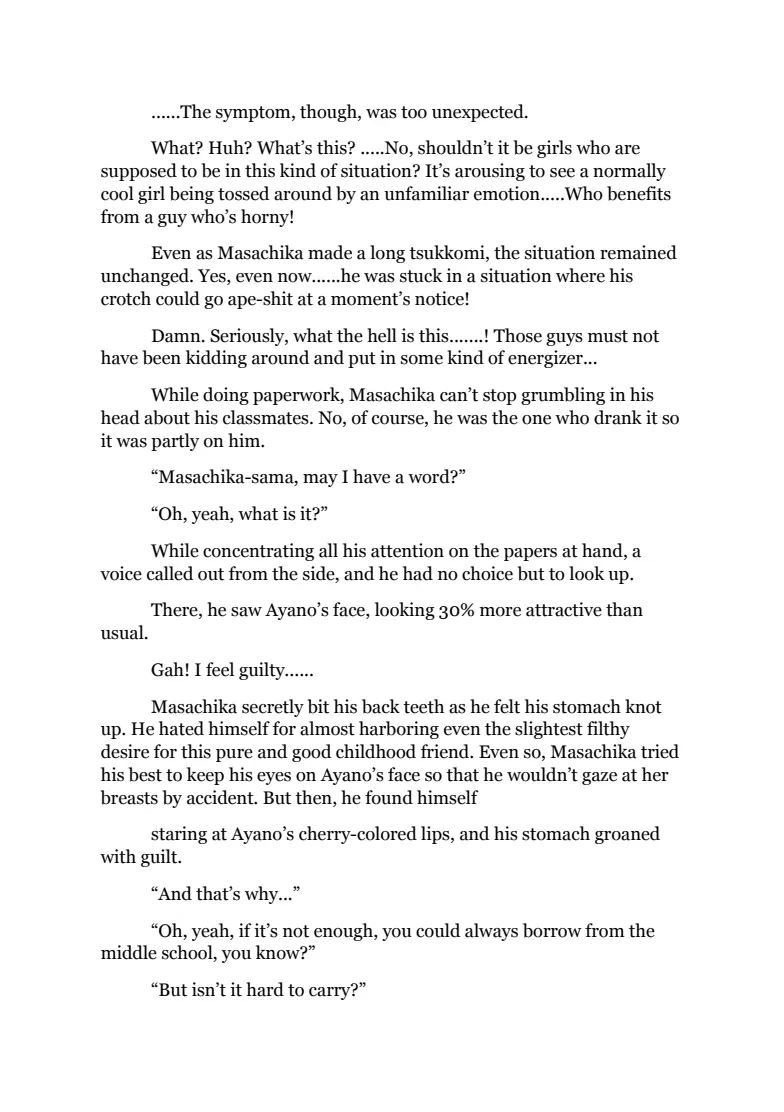 ......The symptom, though, was too unexpected.
What? Huh? What's this? .....No, shouldn't it be girls who are
supposed to be in this kind of situation? It's arousing to see a normally
cool girl being tossed around by an unfamiliar emotion.....Who benefits
from a guy who's horny!
Even as Masachika made a long tsukkomi, the situation remained
unchanged. Yes, even now......he was stuck in a situation where his
crotch could go ape-shit at a moment's notice!
Damn. Seriously, what the hell is this.......! Those guys must not
have been kidding around and put in some kind of energizer...
While doing paperwork, Masachika can't stop grumbling in his
head about his classmates. No, of course, he was the one who drank it so
it was partly on him.
“Masachika-sama, may I have a word?”
“Oh, yeah, what is it?”
While concentrating all his attention on the papers at hand, a
voice called out from the side, and he had no choice but to look up.
There, he saw Ayano's face, looking 30% more attractive than
usual.
Gah! I feel guilty......
Masachika secretly bit his back teeth as he felt his stomach knot
up. He hated himself for almost harboring even the slightest filthy
desire for this pure and good childhood friend. Even so, Masachika tried
his best to keep his eyes on Ayano's face so that he wouldn't gaze at her
breasts by accident. But then, he found himself
staring at Ayano's cherry-colored lips, and his stomach groaned
with guilt.
“And that's why...”
“Oh, yeah, if it's not enough, you could always borrow from the
middle school, you know?”
“But isn't it hard to carry?”